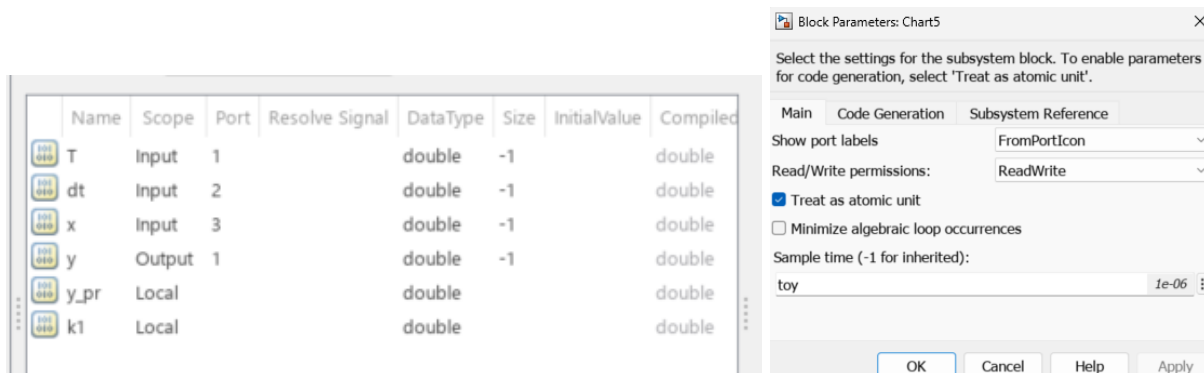 Name Scope Port Resolve Signal DataType Size InitialValue Compiled
T Input 1 double -1 double
dt Input 2 double -1 double
x Input 3 double -1 double
y Output 1 double -1 double
y_pr Local double double
k1 Local double double
Block Parameters: Chart5
Select the settings for the subsystem block. To enable parameters
for code generation, select 'Treat as atomic unit'.
Main Code Generation Subsystem Reference
Show port labels FromPortIcon
Read/Write permissions: ReadWrite
Treat as atomic unit
Minimize algebraic loop occurrences
Sample time (-1 for inherited):
toy 1e-06
OK Cancel Help Apply